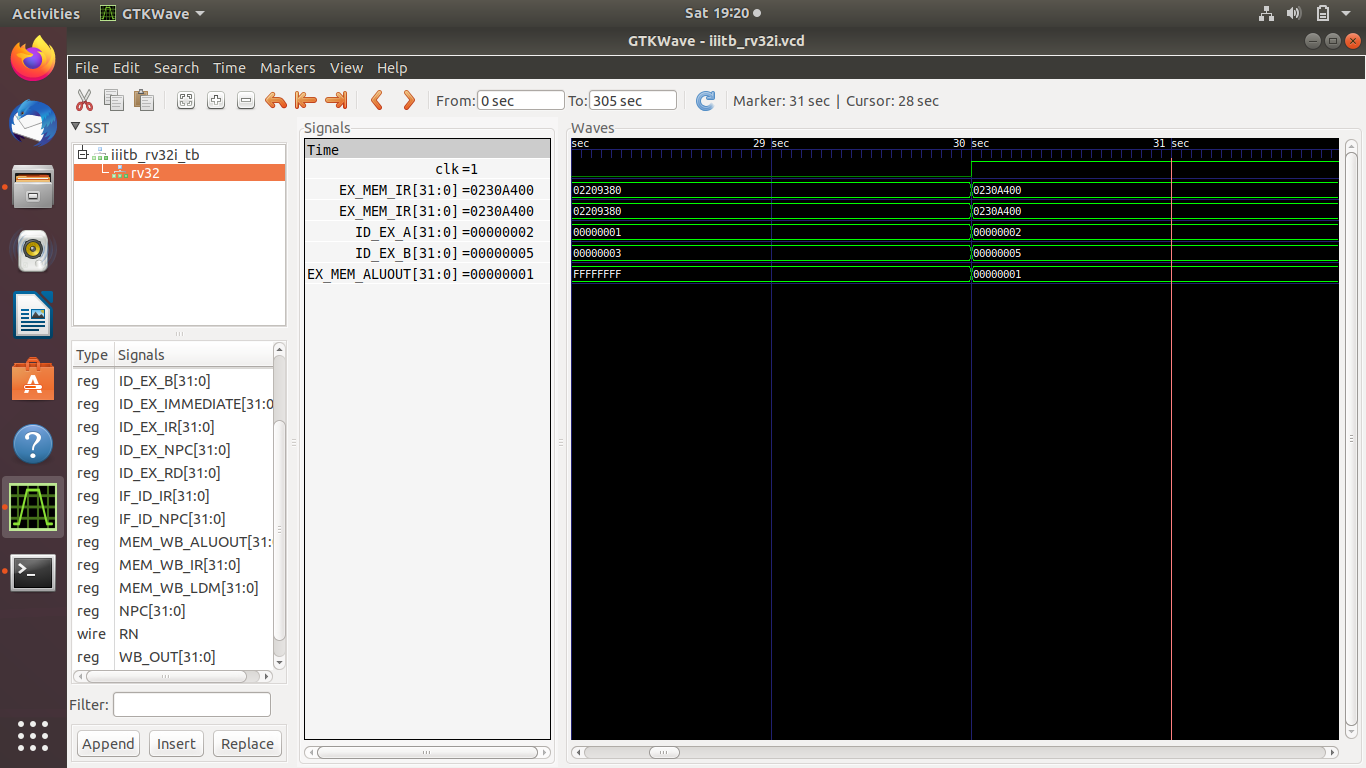 Activities GTKWave Sat 19:20
GTKWave - iiitb_rv32i.vcd
File Edit Search Time Markers View Help
From: 0 sec To: 305 sec Marker: 31 sec | Cursor: 28 sec
SST
iiitb_rv32i_tb
rv32
Type Signals
reg ID_EX_B[31:0]
reg ID_EX_IMMEDIATE[31:0
reg ID_EX_IR[31:0]
reg ID_EX_NPC[31:0]
reg ID_EX_RD[31:0]
reg IF_ID_IR[31:0]
reg IF_ID_NPC[31:0]
reg MEM_WB_ALUOUT[31:
reg MEM_WB_IR[31:0]
reg MEM_WB_LDM[31:0]
reg NPC[31:0]
wire RN
reg WB_OUT[31:0]
Filter:
Append Insert Replace
Signals
Time
clk=1
EX_MEM_IR[31:0]=0230A400
EX_MEM_IR[31:0]=0230A400
ID_EX_A[31:0]=00000002
ID_EX_B[31:0]=00000005
EX_MEM_ALUOUT[31:0]=00000001
Waves
sec 29 sec 30 sec 31 sec
02209380 0230A400
02209380 0230A400
00000001 00000002
00000003 00000005
FFFFFFFF 00000001